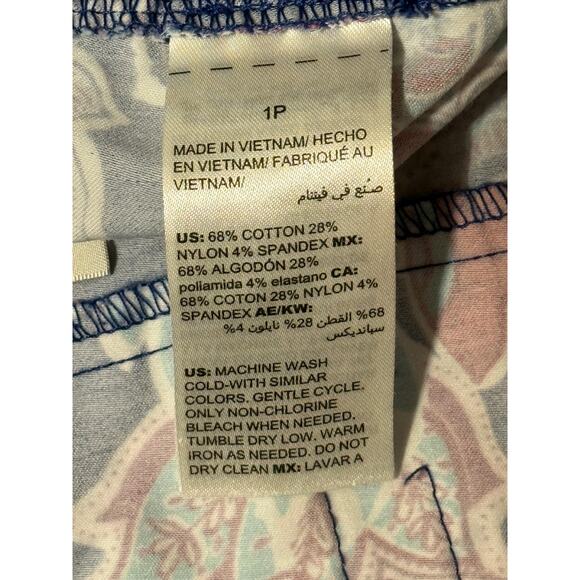 1P
MADE IN VIETNAM/ HECHO
EN VIETNAM/ FABRIQUÉ AU
VIETNAM/
صُنع في فيتنام
US: 68% COTTON 28%
NYLON 4% SPANDEX MX:
68% ALGODÓN 28%
poliamida 4% elastano CA:
68% COTON 28% NYLON 4%
SPANDEX AE/KW:
68% القطن 28% نايلون 4%
سبانديكس
US: MACHINE WASH
COLD-WITH SIMILAR
COLORS. GENTLE CYCLE.
ONLY NON-CHLORINE
BLEACH WHEN NEEDED.
TUMBLE DRY LOW. WARM
IRON AS NEEDED. DO NOT
DRY CLEAN MX: LAVAR A